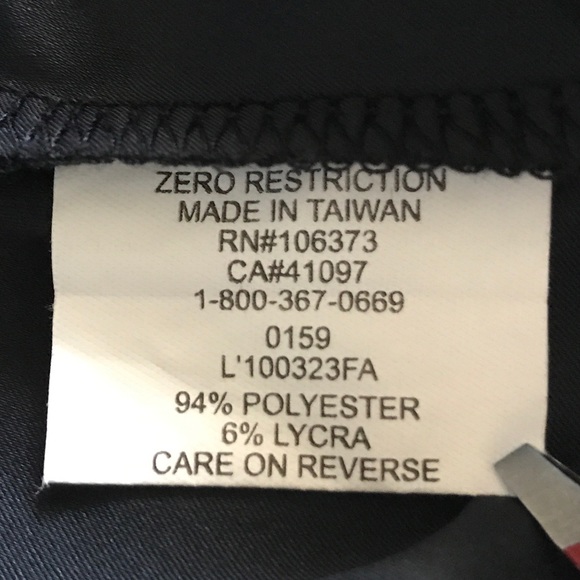 ZERO RESTRICTION
MADE IN TAIWAN
RN#106373
CA#41097
1-800-367-0669
0159
L'100323FA
94% POLYESTER
6% LYCRA
CARE ON REVERSE